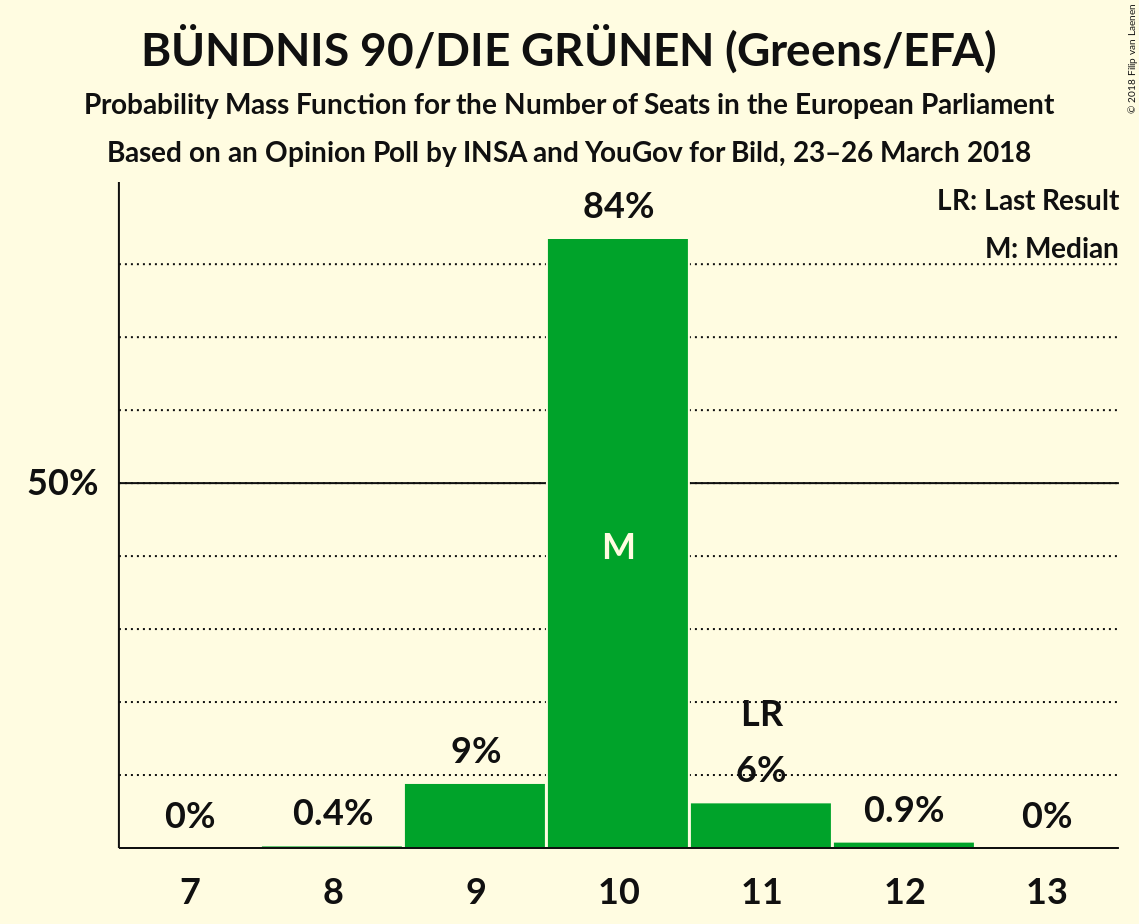 BÜNDNIS 90/DIE GRÜNEN (Greens/EFA)
Probability Mass Function for the Number of Seats in the European Parliament
Based on an Opinion Poll by INSA and YouGov for Bild, 23–26 March 2018
© 2018 Filip van Laenen
LR: Last Result
M: Median
84%
50%
M
LR
9%
6%
0%
0.4%
0.9%
0%
7 8 9 10 11 12 13